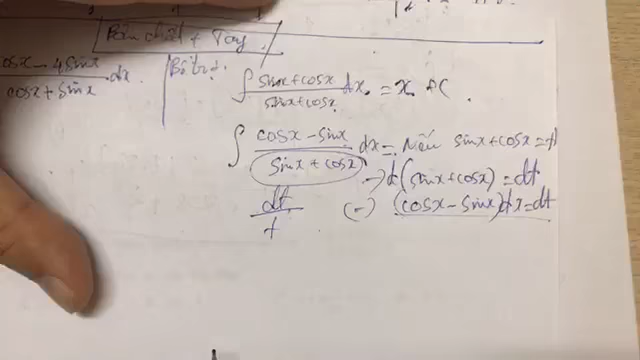 Bản chất + Tay
cosx - 4sinx / cosx + sinx dx.
Bổ trợ:
∫ sinx + cosx / sinx + cosx dx = x + C.
∫ cosx - sinx / sinx + cosx dx = Nếu sinx + cosx = t
→ d(sinx + cosx) = dt
dt / t
(-) (cosx - sinx)dx = dt